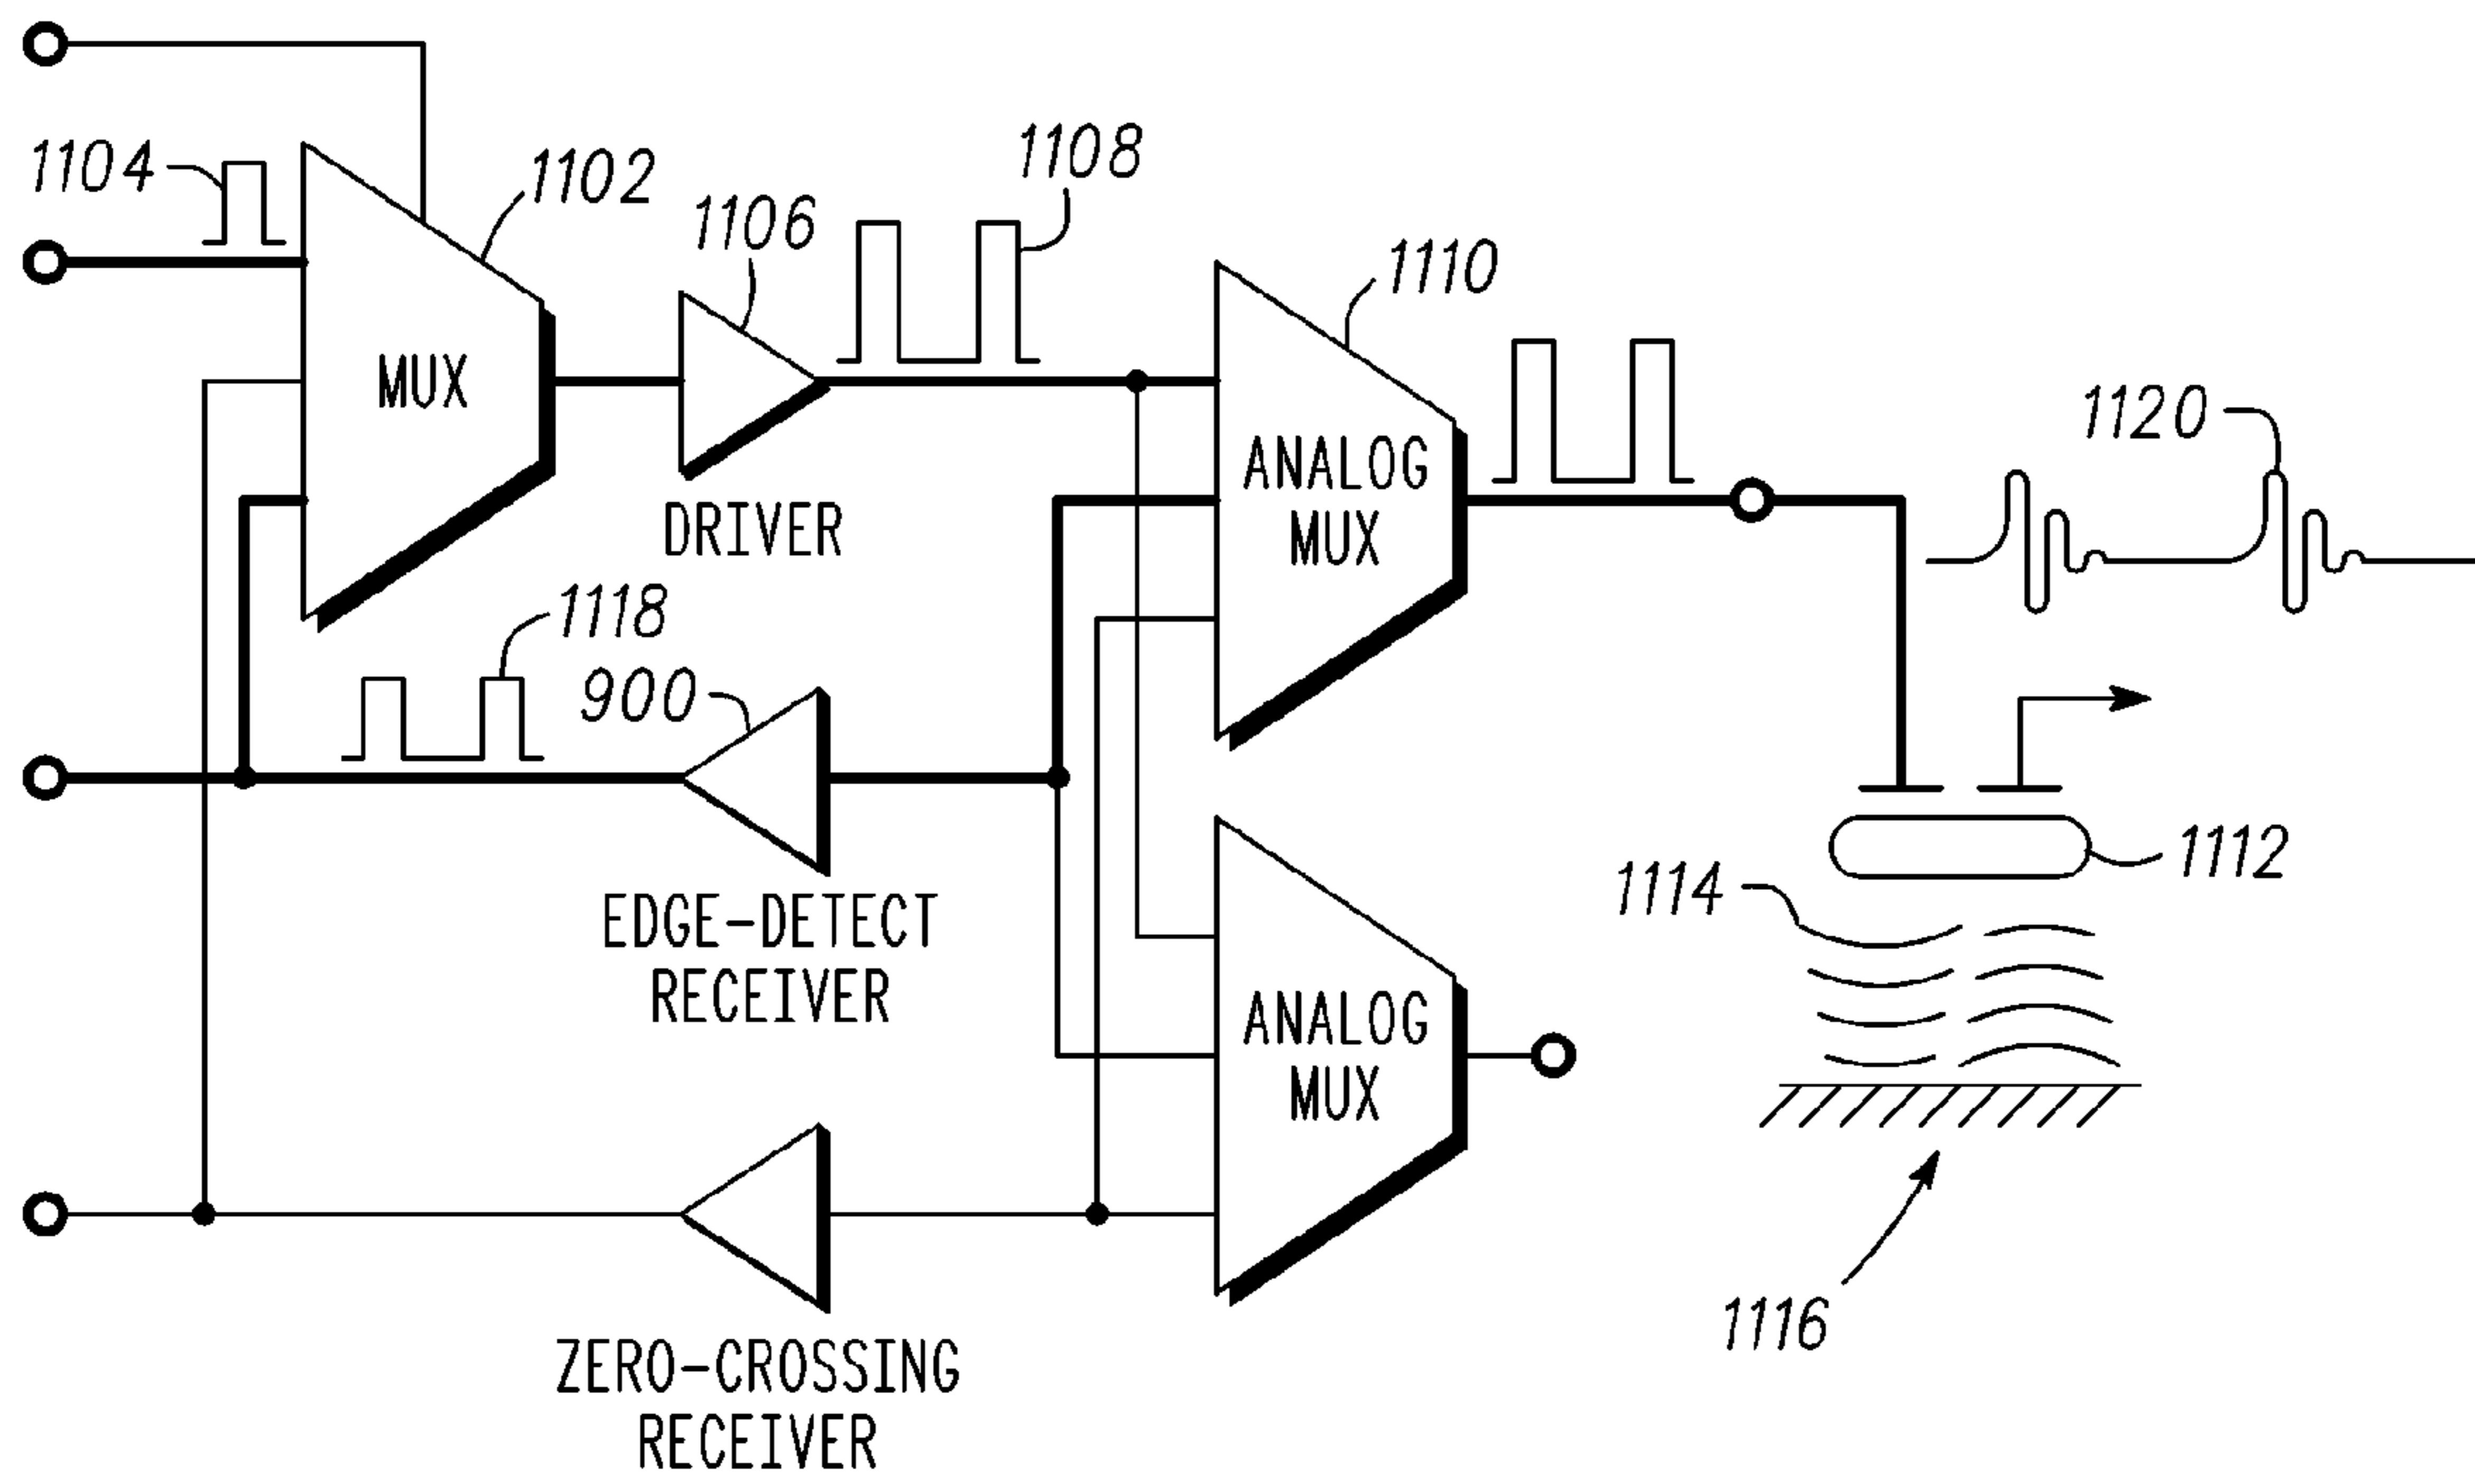 1104
1102
1106
1108
1110
1120
MUX
DRIVER
ANALOG
MUX
1118
900
EDGE-DETECT
RECEIVER
1114
1112
ANALOG
MUX
1116
ZERO-CROSSING
RECEIVER